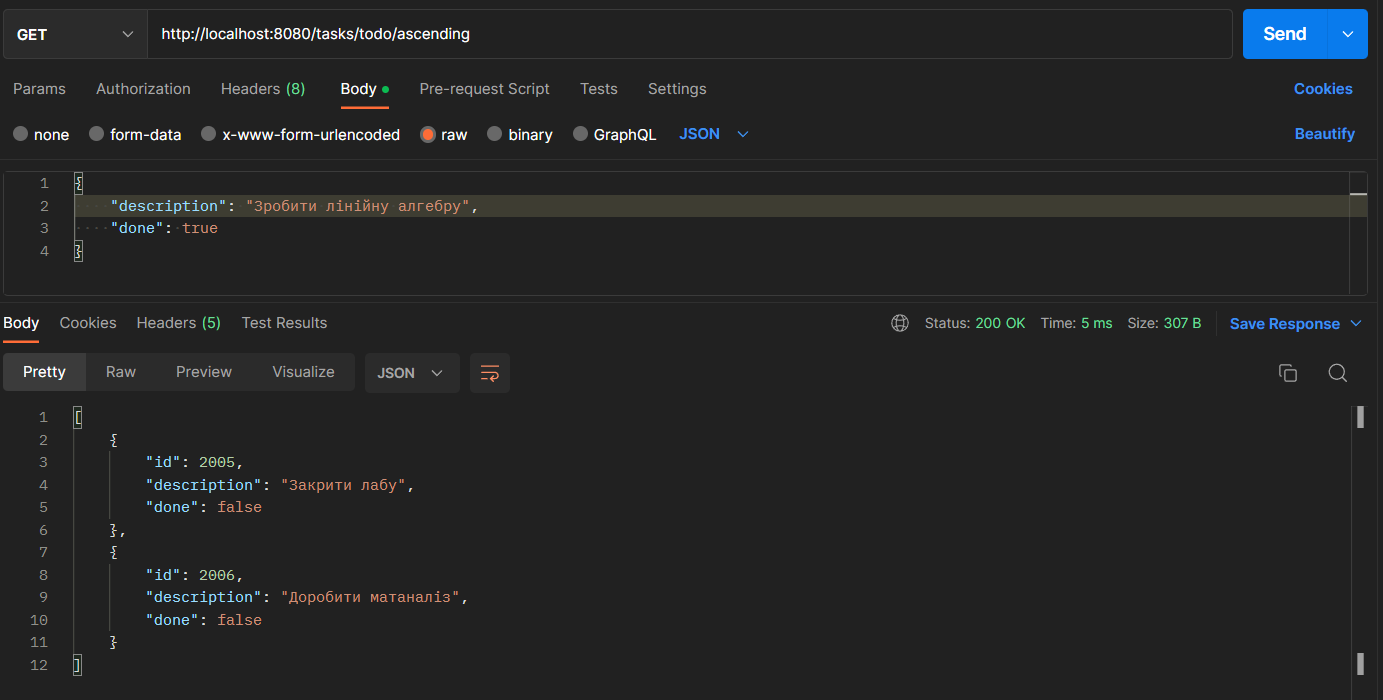 GET http://localhost:8080/tasks/todo/ascending Send
Params Authorization Headers (8) Body Pre-request Script Tests Settings Cookies
none form-data x-www-form-urlencoded raw binary GraphQL JSON Beautify
1 {
2 "description": "Зробити лінійну алгебру",
3 "done": true
4 }
Body Cookies Headers (5) Test Results Status: 200 OK Time: 5 ms Size: 307 B Save Response
Pretty Raw Preview Visualize JSON
1 [
2 {
3 "id": 2005,
4 "description": "Закрити лабу",
5 "done": false
6 },
7 {
8 "id": 2006,
9 "description": "Доробити матаналіз",
10 "done": false
11 }
12 ]